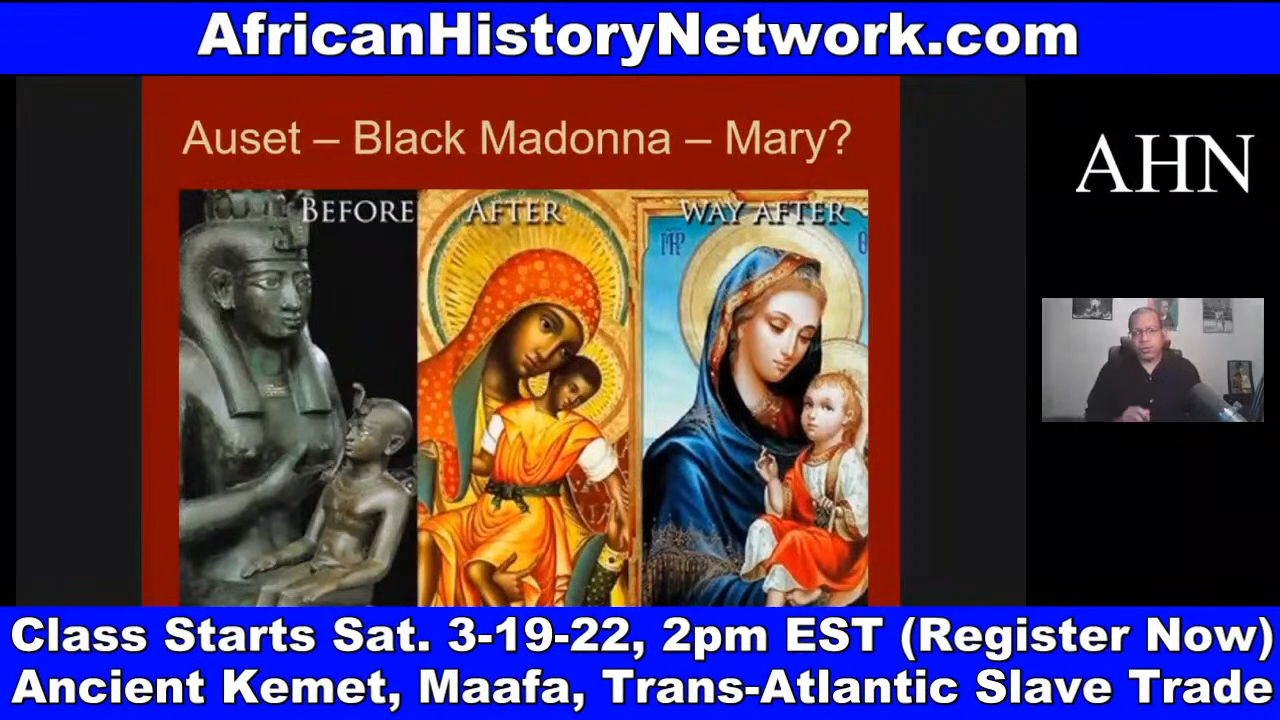 AfricanHistoryNetwork.com
Auset – Black Madonna – Mary?
BEFORE
AFTER
WAY AFTER
AHN
Class Starts Sat. 3-19-22, 2pm EST (Register Now)
Ancient Kemet, Maafa, Trans-Atlantic Slave Trade